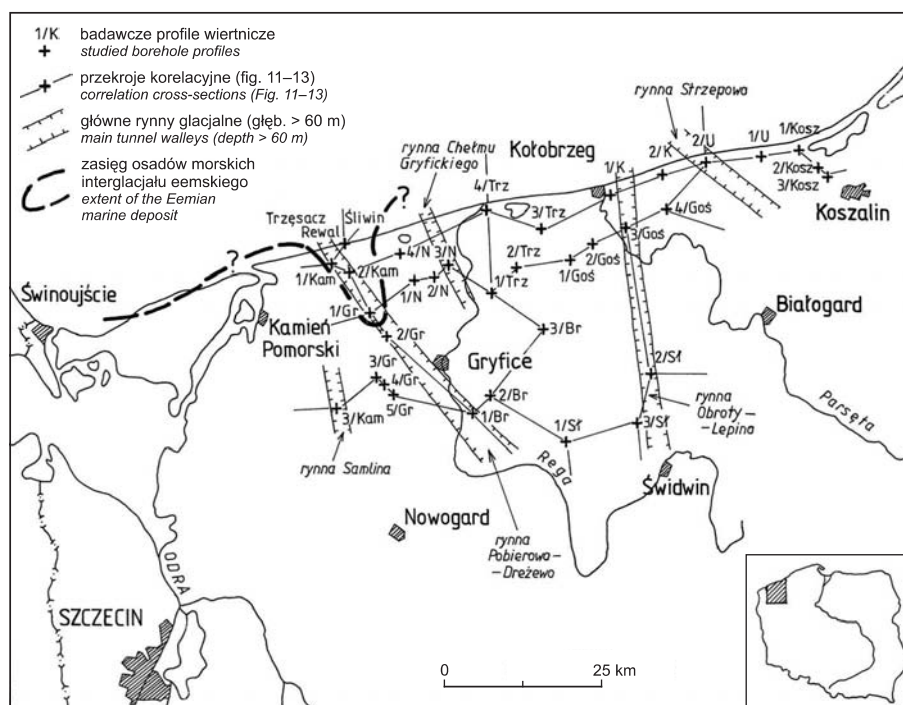 1/K
badawcze profile wiertnicze
studied borehole profiles
przekroje korelacyjne (fig. 11–13)
correlation cross-sections (Fig. 11–13)
główne rynny glacjalne (głęb. > 60 m)
main tunnel walleys (depth > 60 m)
zasięg osadów morskich
interglacjału eemskiego
extent of the Eemian
marine deposit
rynna Strzepowa
rynna Chełmu
Gryfickiego
Kołobrzeg
1/K
2/K
2/U
1/U
1/Kosz
2/Kosz
3/Kosz
Koszalin
4/Trz
3/Trz
4/Goś
3/Goś
2/Goś
1/Goś
2/Trz
1/Trz
?
Trzęsacz
Rewal
Śliwin
?
4/N
3/N
2/N
1/N
1/Kam
2/Kam
Świnoujście
Kamień
Pomorski
1/Gr
2/Gr
3/Gr
4/Gr
5/Gr
3/Kam
Gryfice
3/Br
2/Br
1/Br
Białogard
2/Sł
1/Sł
3/Sł
rynna
Obroty–
–Lepina
Parsęta
rynna Samlina
Rega
Świdwin
Nowogard
rynna
Pobierowa–
–Dreżewo
ODRA
SZCZECIN
0
25 km